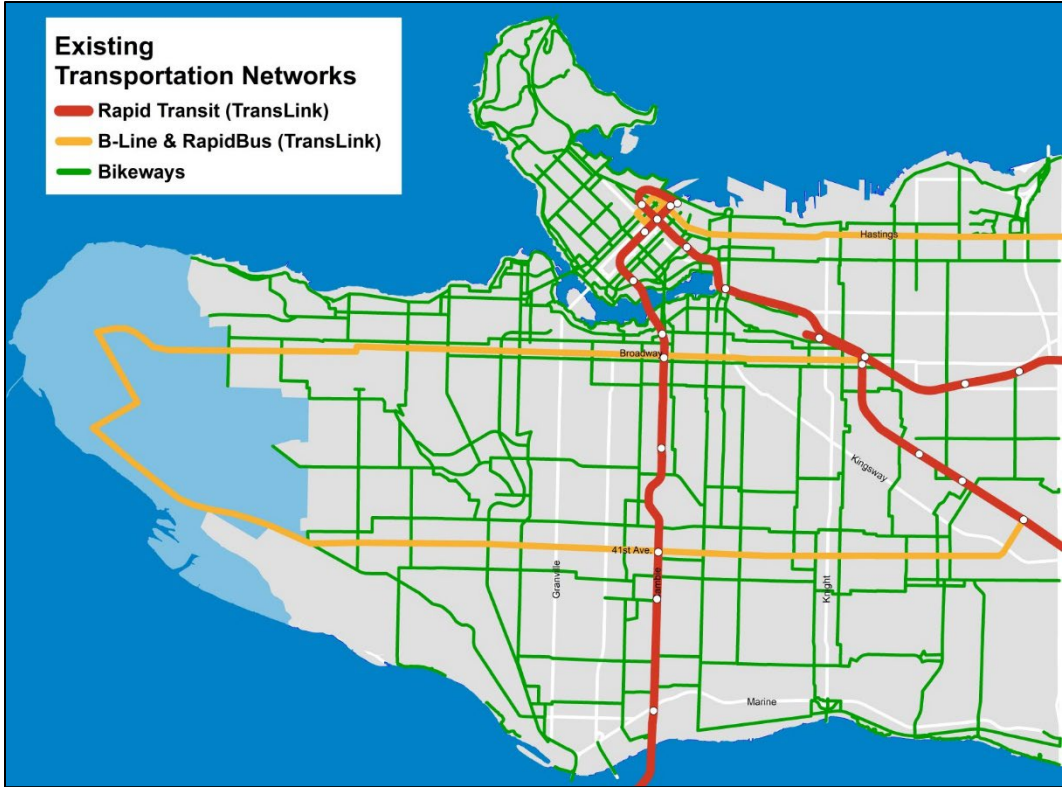 Existing
Transportation Networks
Rapid Transit (TransLink)
B-Line & RapidBus (TransLink)
Bikeways
Hastings
Broadway
Kingsway
41st Ave.
Granville
Knight
Marine